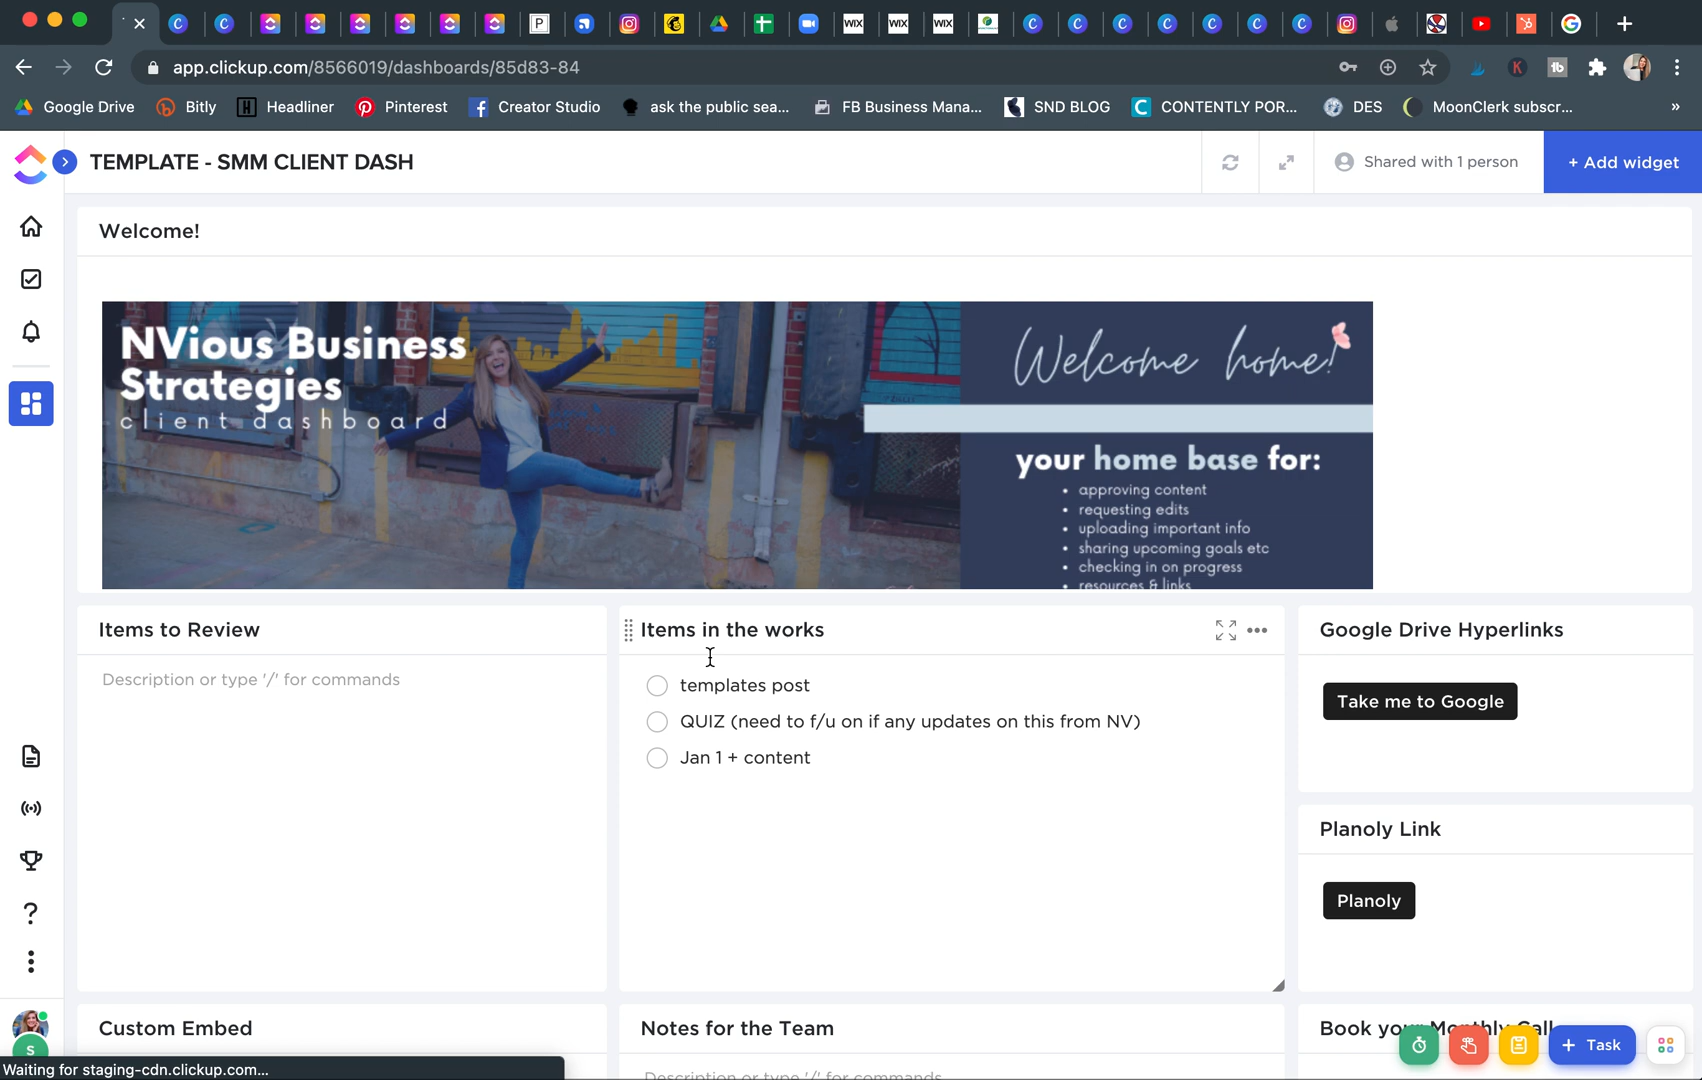 app.clickup.com/8566019/dashboards/85d83-84
Google Drive
Bitly
Headliner
Pinterest
Creator Studio
ask the public sea...
FB Business Mana...
SND BLOG
CONTENTLY POR...
DES
MoonClerk subscr...
»
TEMPLATE - SMM CLIENT DASH
Shared with 1 person
+ Add widget
Welcome!
NVious Business
Strategies
client dashboard
Welcome home!
your home base for:
• approving content
• requesting edits
• uploading important info
• sharing upcoming goals etc
• checking in on progress
• resources & links
Items to Review
Description or type '/' for commands
Items in the works
templates post
QUIZ (need to f/u on if any updates on this from NV)
Jan 1 + content
Google Drive Hyperlinks
Take me to Google
Planoly Link
Planoly
Custom Embed
Notes for the Team
Description or type '/' for commands
Book your Monthly Call
+ Task
S
Waiting for staging-cdn.clickup.com...